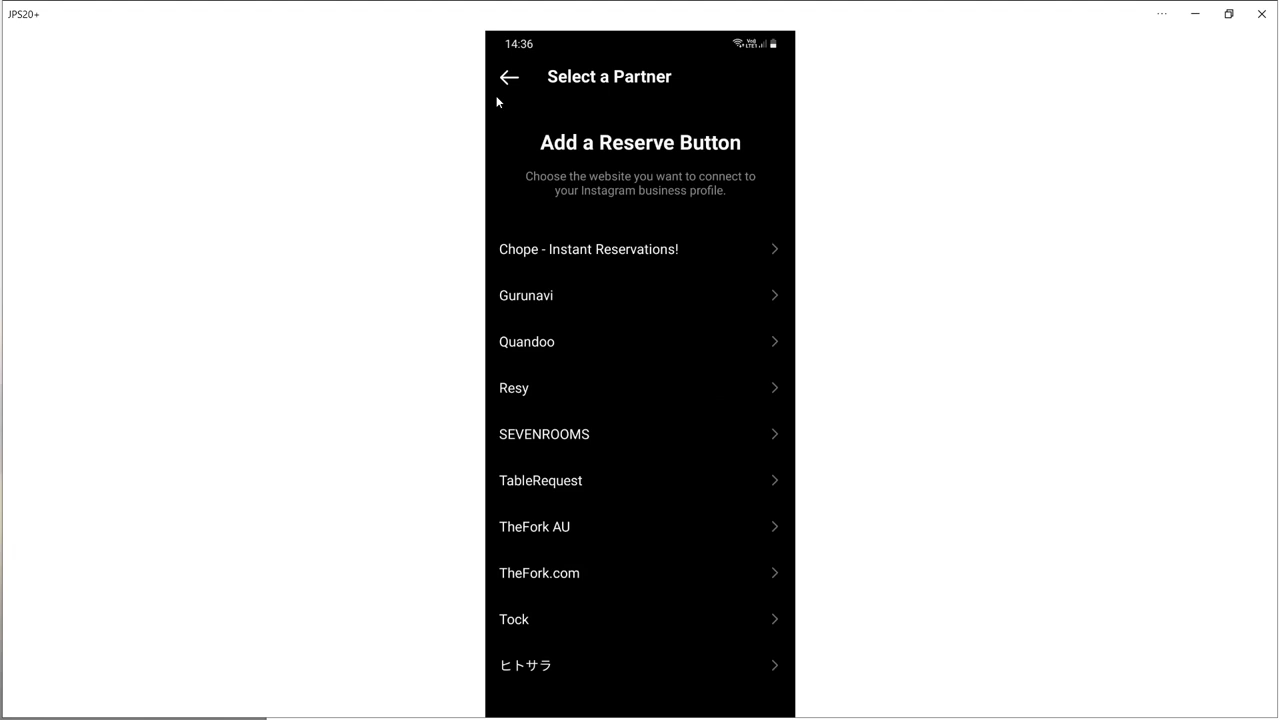 JPS20+
14:36
Select a Partner
Add a Reserve Button
Choose the website you want to connect to
your Instagram business profile.
Chope - Instant Reservations!
Gurunavi
Quandoo
Resy
SEVENROOMS
TableRequest
TheFork AU
TheFork.com
Tock
ヒトサラ